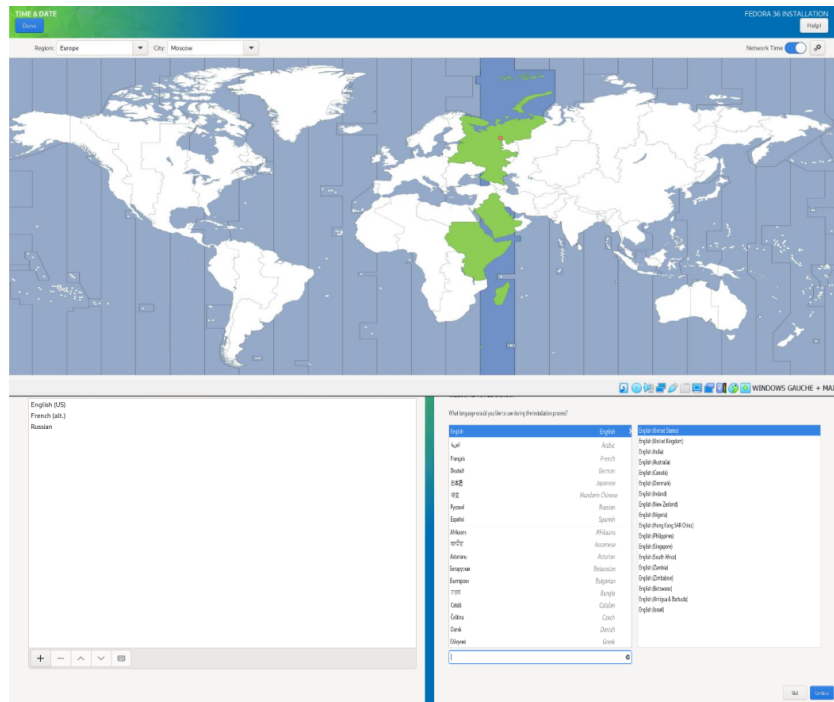 TIME & DATE
FEDORA 36 INSTALLATION
Done
Help!
Region: Europe City: Moscow Network Time
WINDOWS GAUCHE + MAJ
English (US)
French (alt.)
Russian
What language would you like to use during the installation process?
English English
العربية Arabic
Français French
Deutsch German
日本語 Japanese
中文 Mandarin Chinese
Русский Russian
Español Spanish
Afrikaans Afrikaans
অসমীয়া Assamese
Asturianu Asturian
Беларуская Belarusian
Български Bulgarian
বাংলা Bangla
Català Catalan
Čeština Czech
Dansk Danish
Ελληνικά Greek
English (United States)
English (United Kingdom)
English (India)
English (Australia)
English (Canada)
English (Denmark)
English (Ireland)
English (New Zealand)
English (Nigeria)
English (Hong Kong SAR China)
English (Philippines)
English (Singapore)
English (South Africa)
English (Zambia)
English (Zimbabwe)
English (Botswana)
English (Antigua & Barbuda)
English (Israel)
Quit
Continue